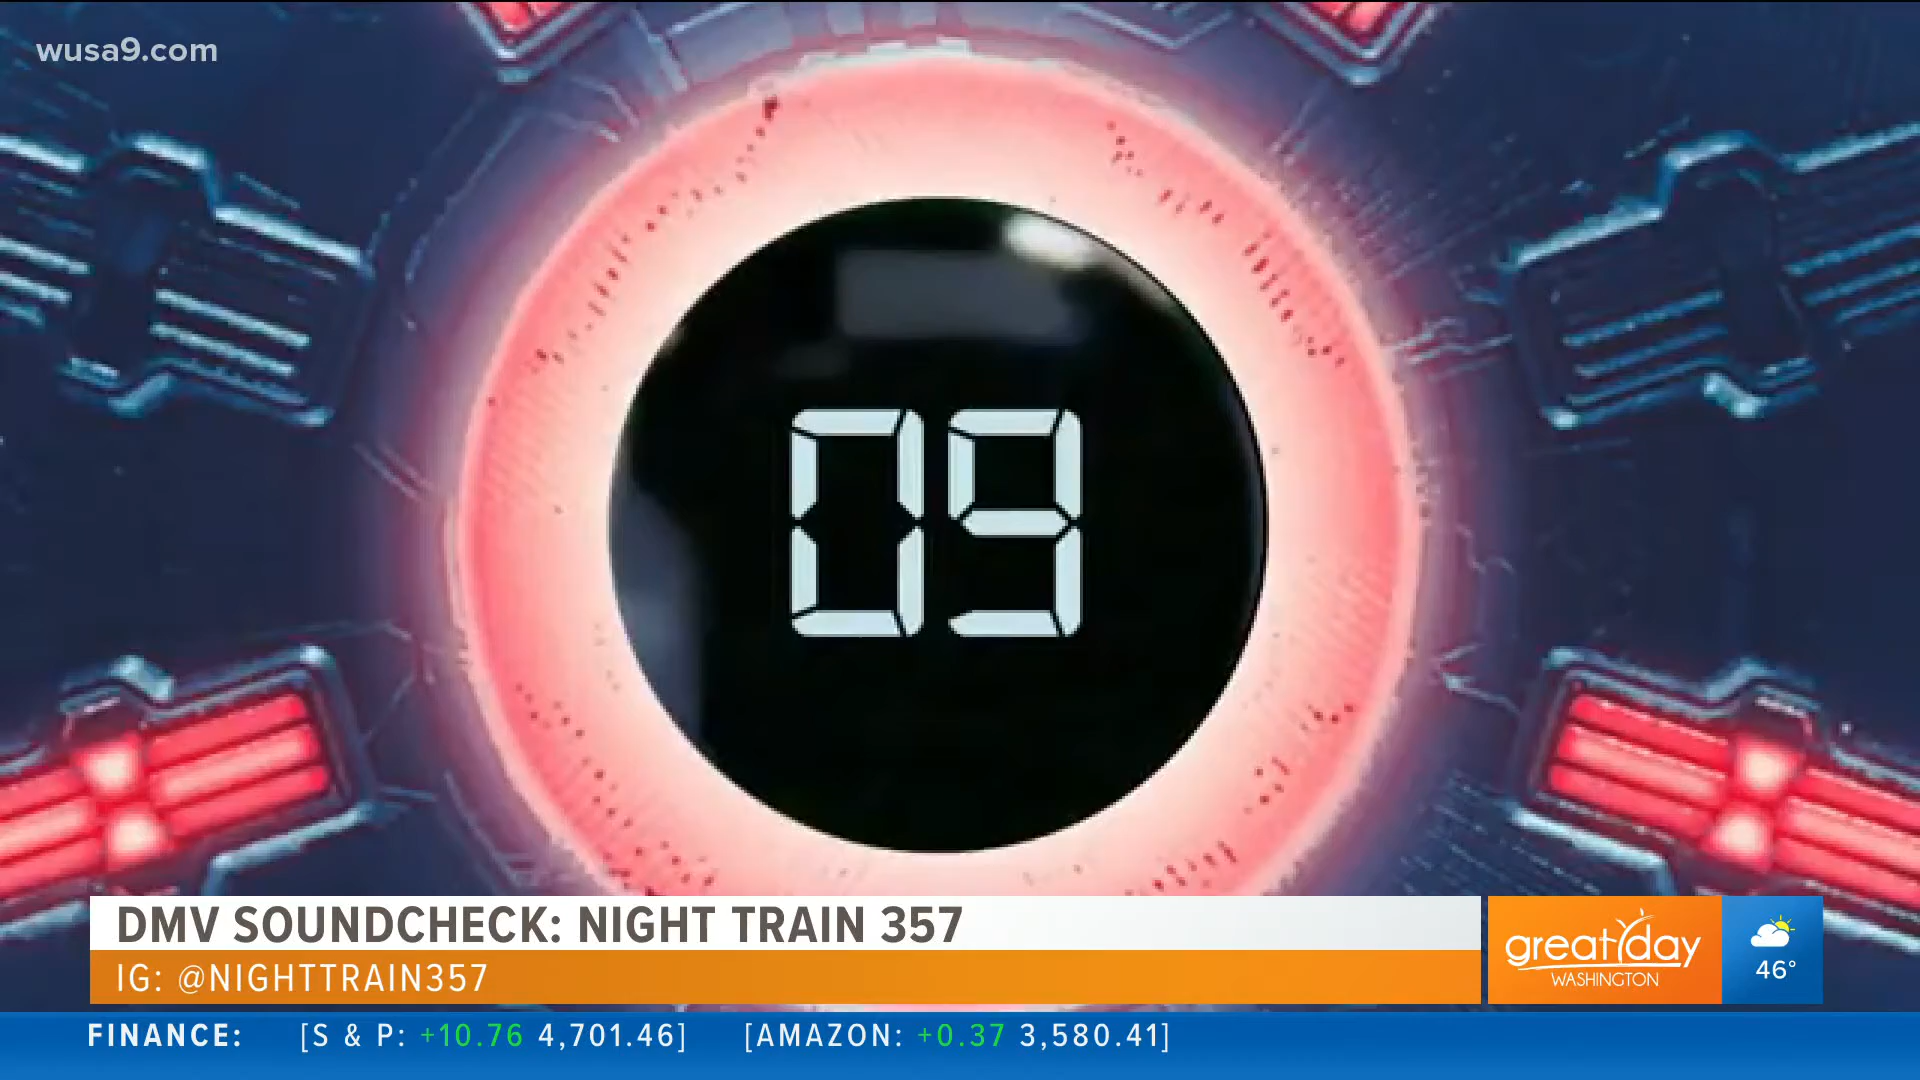 wusa9.com
09
DMV SOUNDCHECK: NIGHT TRAIN 357
IG: @NIGHTTRAIN357
great day
WASHINGTON
46°
FINANCE: [S & P: +10.76 4,701.46] [AMAZON: +0.37 3,580.41]